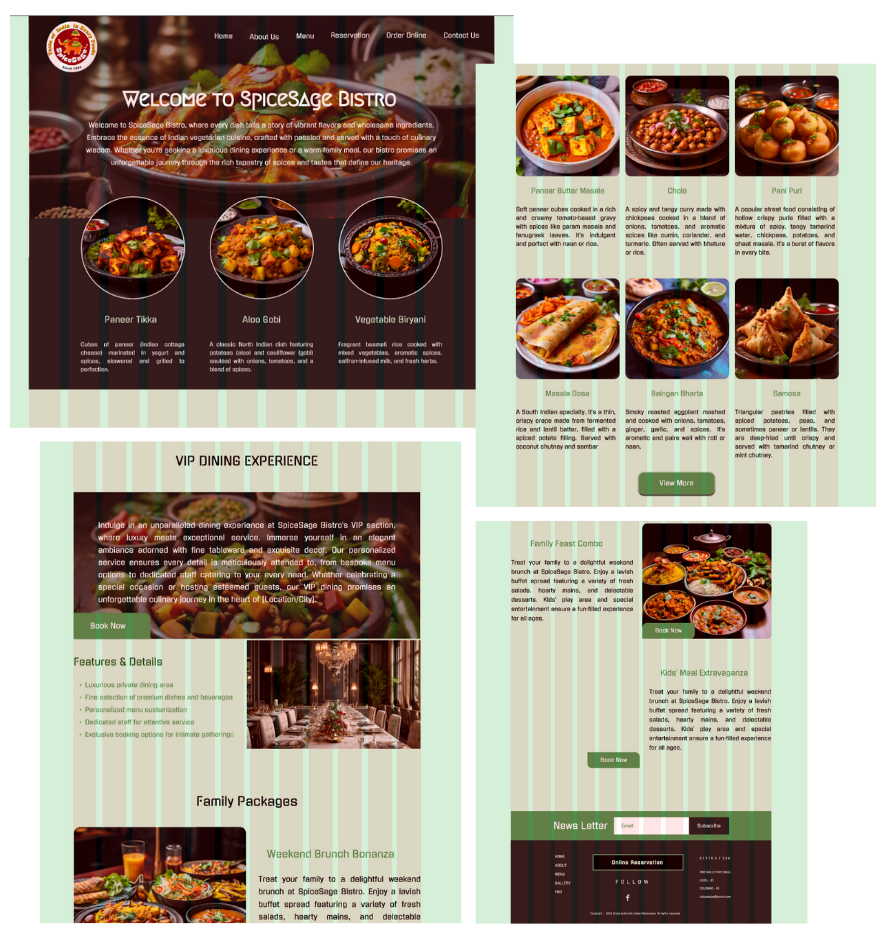 Taste of India in Every Plate
SpiceSage
Home About Us Menu Reservation Order Online Contact Us
Welcome to SpiceSage Bistro
Welcome to SpiceSage Bistro, where every dish tells a story of vibrant flavors and wholesome ingredients.
Embrace the essence of Indian vegetarian cuisine, crafted with passion and served with a touch of culinary
wisdom. Whether you're seeking a luxurious dining experience or a warm family meal, our bistro promises an
unforgettable journey through the rich tapestry of spices and tastes that define our heritage.
Paneer Tikka
Cubes of paneer (Indian cottage
cheese) marinated in yogurt and
spices, skewered and grilled to
perfection.
Aloo Gobi
A classic North Indian dish featuring
potatoes (aloo) and cauliflower (gobi)
sautéed with onions, tomatoes, and a
blend of spices.
Vegetable Biryani
Fragrant basmati rice cooked with
mixed vegetables, aromatic spices,
saffron-infused milk, and fresh herbs.
Paneer Butter Masala
Soft paneer cubes cooked in a rich
and creamy tomato-based gravy
with spices like garam masala and
fenugreek leaves. It's indulgent
and perfect with naan or rice.
Chole
A spicy and tangy curry made with
chickpeas cooked in a blend of
onions, tomatoes, and aromatic
spices like cumin, coriander, and
turmeric. Often served with bhature
or rice.
Pani Puri
A popular street food consisting of
hollow crispy puris filled with a
mixture of spicy, tangy tamarind
water, chickpeas, potatoes, and
chaat masala. It's a burst of flavors
in every bite.
Masala Dosa
A South Indian specialty, it's a thin,
crispy crepe made from fermented
rice and lentil batter, filled with a
spiced potato filling. Served with
coconut chutney and sambar
Baingan Bharta
Smoky roasted eggplant mashed
and cooked with onions, tomatoes,
ginger, garlic, and spices. It's
aromatic and pairs well with roti or
naan.
Samosa
Triangular pastries filled with
spiced potatoes, peas, and
sometimes paneer or lentils. They
are deep-fried until crispy and
served with tamarind chutney or
mint chutney.
View More
VIP DINING EXPERIENCE
Indulge in an unparalleled dining experience at SpiceSage Bistro's VIP section,
where luxury meets exceptional service. Immerse yourself in an elegant
ambiance adorned with fine tableware and exquisite decor. Our personalized
service ensures every detail is meticulously attended to, from bespoke menu
options to dedicated staff catering to your every need. Whether celebrating a
special occasion or hosting esteemed guests, our VIP dining promises an
unforgettable culinary journey in the heart of [Location/City].
Book Now
Features & Details
• Luxurious private dining area
• Fine selection of premium dishes and beverages
• Personalized menu customization
• Dedicated staff for attentive service
• Exclusive booking options for intimate gatherings
Family Packages
Weekend Brunch Bonanza
Treat your family to a delightful weekend
brunch at SpiceSage Bistro. Enjoy a lavish
buffet spread featuring a variety of fresh
salads, hearty mains, and delectable
Family Feast Combo
Treat your family to a delightful weekend
brunch at SpiceSage Bistro. Enjoy a lavish
buffet spread featuring a variety of fresh
salads, hearty mains, and delectable
desserts. Kids' play area and special
entertainment ensure a fun-filled experience
for all ages.
Book Now
Kids' Meal Extravaganza
Treat your family to a delightful weekend
brunch at SpiceSage Bistro. Enjoy a lavish
buffet spread featuring a variety of fresh
salads, hearty mains, and delectable
desserts. Kids' play area and special
entertainment ensure a fun-filled experience
for all ages.
Book Now
News Letter
Email
Subscribe
HOME
ABOUT
MENU
GALLERY
FAQ
Online Reservation
FOLLOW
f
LEVEL - 01
COLOMBO - 03